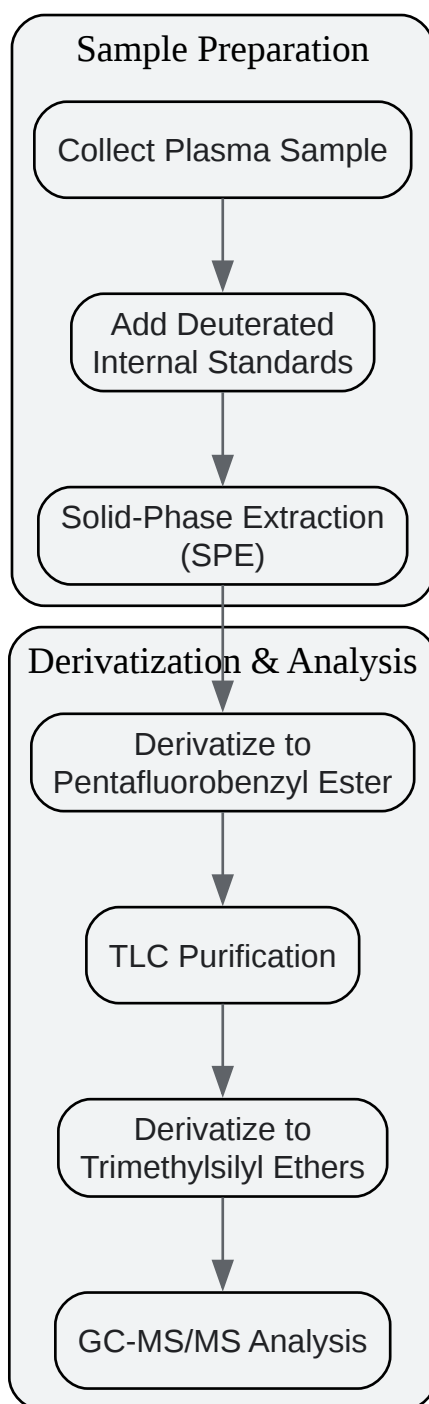 Sample Preparation
Collect Plasma Sample
Add Deuterated
Internal Standards
Solid-Phase Extraction
(SPE)
Derivatization & Analysis
Derivatize to
Pentafluorobenzyl Ester
TLC Purification
Derivatize to
Trimethylsilyl Ethers
GC-MS/MS Analysis